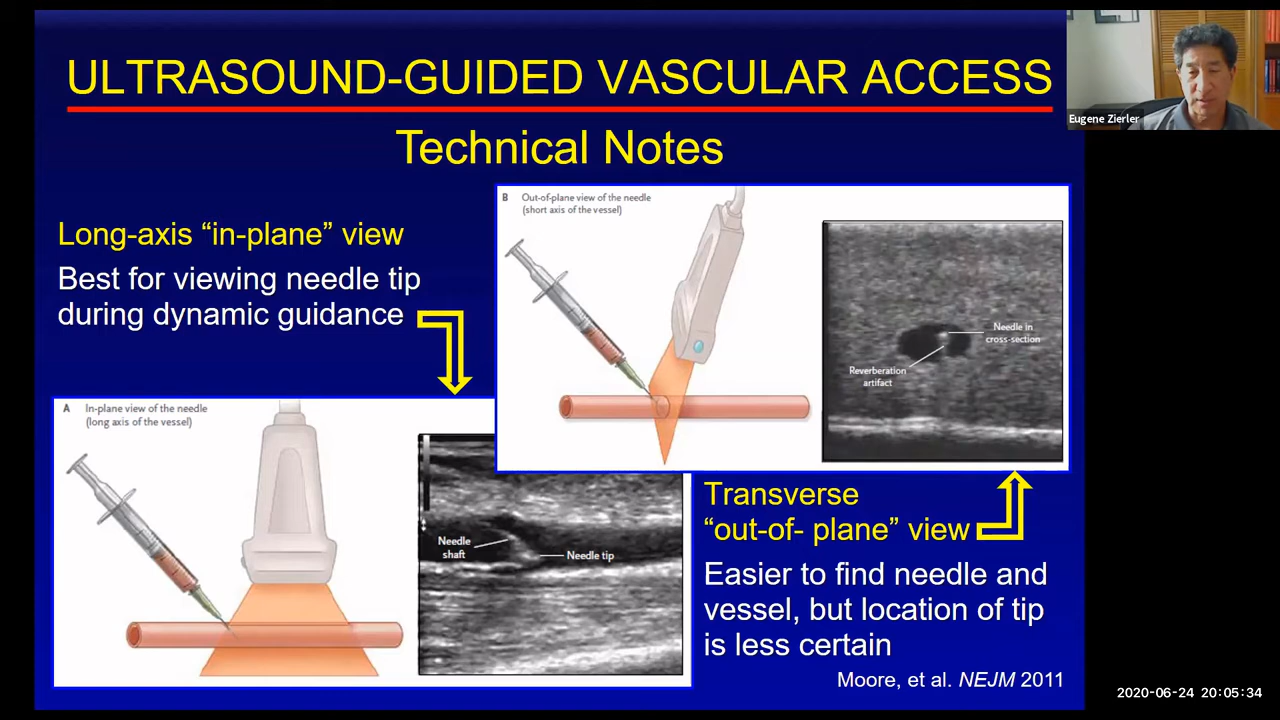 ULTRASOUND-GUIDED VASCULAR ACCESS
Eugene Zierler
Technical Notes
Long-axis “in-plane” view
Best for viewing needle tip
during dynamic guidance
B Out-of-plane view of the needle
(short axis of the vessel)
Needle in
cross-section
Reverberation
artifact
A In-plane view of the needle
(long axis of the vessel)
Needle
shaft
Needle tip
Transverse
“out-of- plane” view
Easier to find needle and
vessel, but location of tip
is less certain
Moore, et al. NEJM 2011
2020-06-24 20:05:34